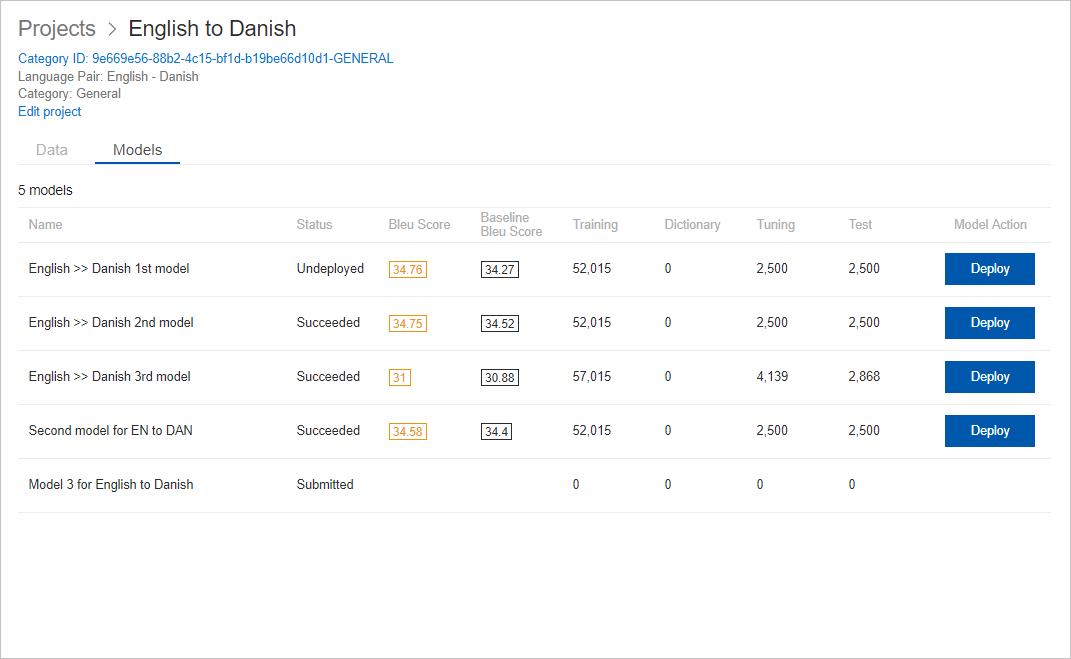 Projects > English to Danish
Category ID: 9e669e56-88b2-4c15-bf1d-b19be66d10d1-GENERAL
Language Pair: English - Danish
Category: General
Edit project
Data Models
5 models
Name Status Bleu Score Baseline Bleu Score Training Dictionary Tuning Test Model Action
English >> Danish 1st model Undeployed 34.76 34.27 52,015 0 2,500 2,500 Deploy
English >> Danish 2nd model Succeeded 34.75 34.52 52,015 0 2,500 2,500 Deploy
English >> Danish 3rd model Succeeded 31 30.88 57,015 0 4,139 2,868 Deploy
Second model for EN to DAN Succeeded 34.58 34.4 52,015 0 2,500 2,500 Deploy
Model 3 for English to Danish Submitted 0 0 0 0